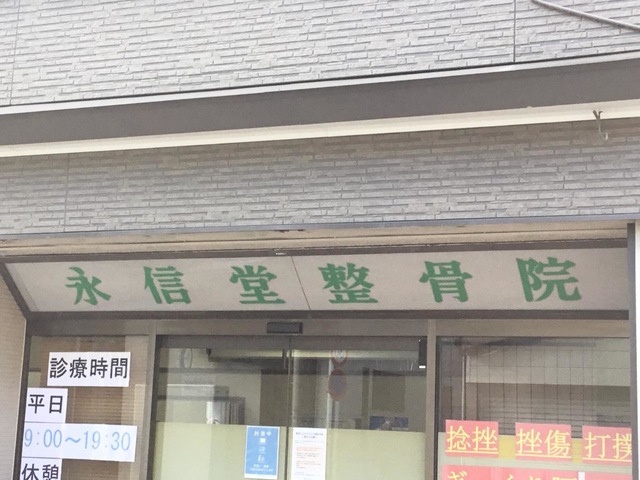 永信堂整骨院
診療時間
平日
9:00～19:30
休憩
捻挫 挫傷 打撲